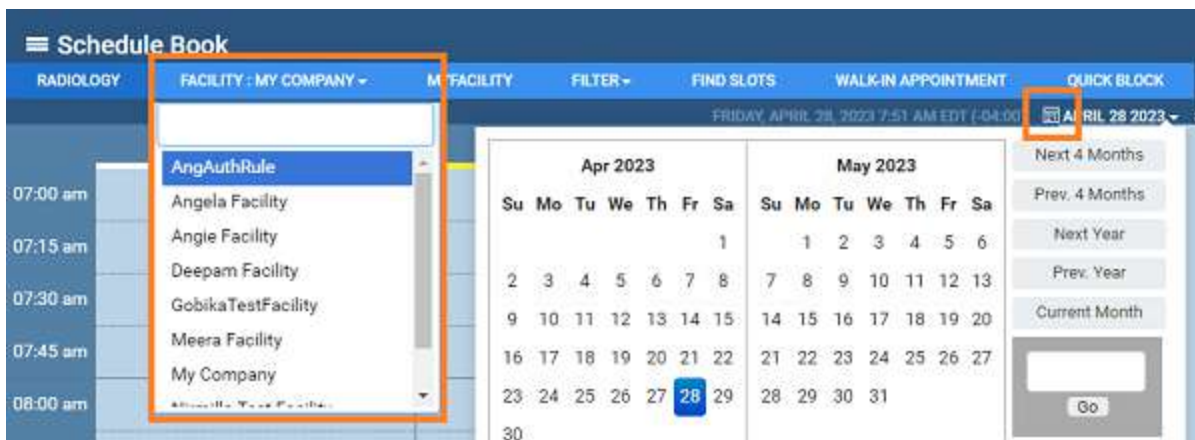 Schedule Book
RADIOLOGY FACILITY : MY COMPANY MY FACILITY FILTER FIND SLOTS WALK-IN APPOINTMENT QUICK BLOCK
FRIDAY, APRIL 28, 2023 7:51 AM EDT (-04:00 APRIL 28 2023
AngAuthRule
Angela Facility
Angie Facility
Deepam Facility
GobikaTestFacility
Meera Facility
My Company
07:00 am
07:15 am
07:30 am
07:45 am
08:00 am
Apr 2023
Su Mo Tu We Th Fr Sa
1
2 3 4 5 6 7 8
9 10 11 12 13 14 15
16 17 18 19 20 21 22
23 24 25 26 27 28 29
30
May 2023
Su Mo Tu We Th Fr Sa
1 2 3 4 5 6
7 8 9 10 11 12 13
14 15 16 17 18 19 20
21 22 23 24 25 26 27
28 29 30 31
Next 4 Months
Prev. 4 Months
Next Year
Prev. Year
Current Month
Go